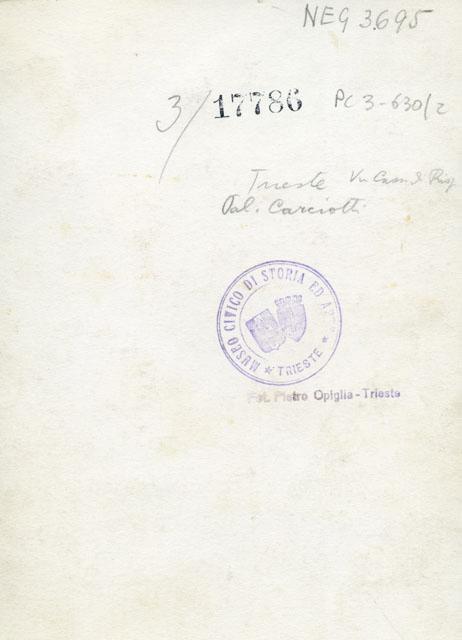 NEG 3695
3/ 17786 PC 3-630/2
Trieste
Pal. Carciotti
MUSEO CIVICO DI STORIA ED ARTE
★ TRIESTE ★
Fot. Pietro Opiglia - Trieste